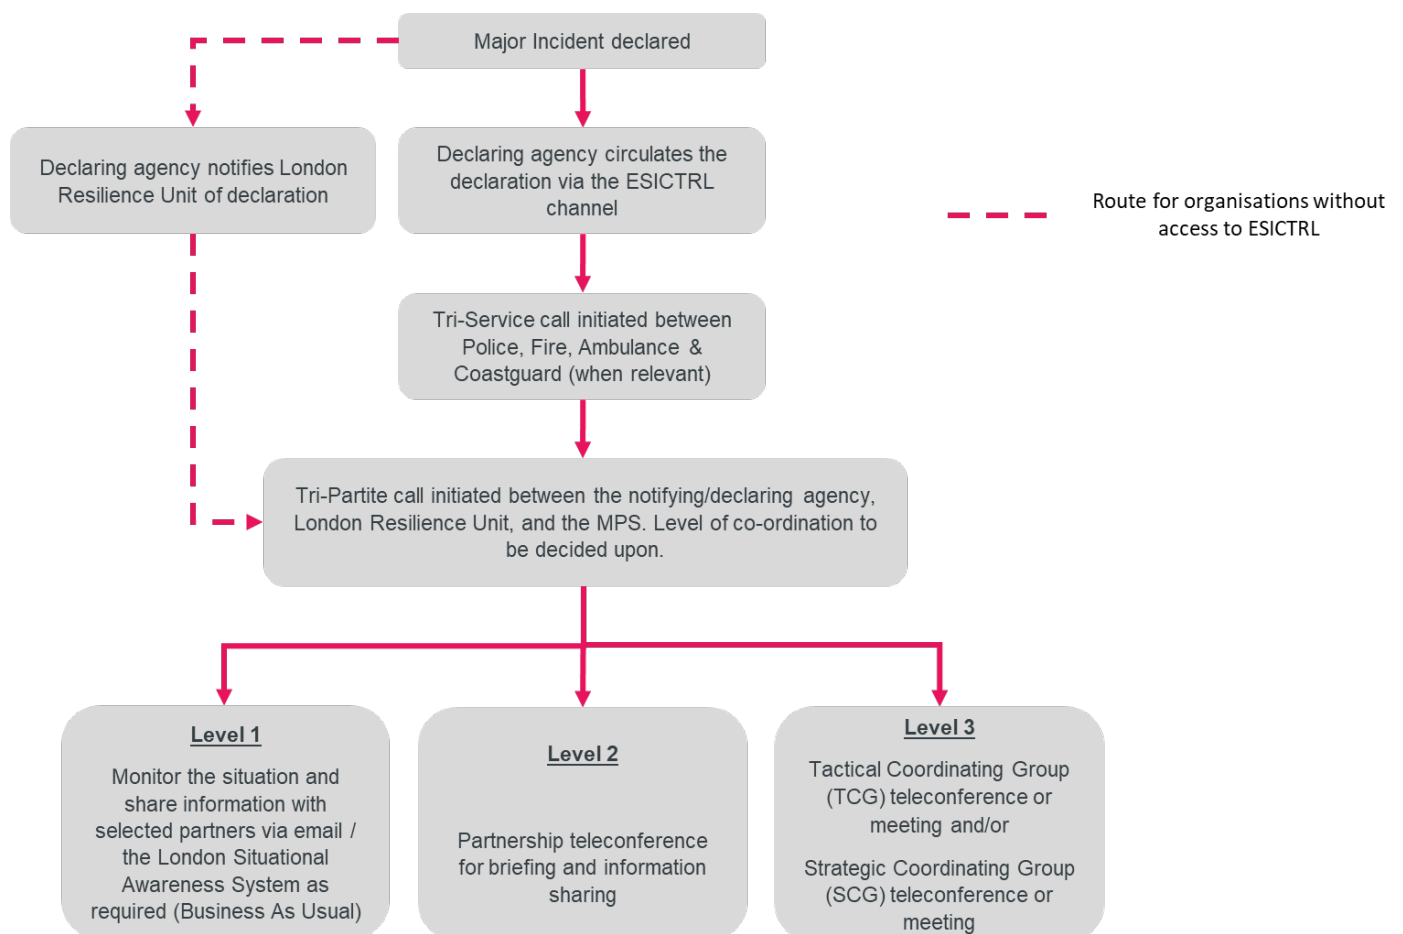 Major Incident declared
Declaring agency notifies London
Resilience Unit of declaration
Declaring agency circulates the
declaration via the ESICTRL
channel
Route for organisations without
access to ESICTRL
Tri-Service call initiated between
Police, Fire, Ambulance &
Coastguard (when relevant)
Tri-Partite call initiated between the notifying/declaring agency,
London Resilience Unit, and the MPS. Level of co-ordination to
be decided upon.
Level 1
Monitor the situation and
share information with
selected partners via email /
the London Situational
Awareness System as
required (Business As Usual)
Level 2
Partnership teleconference
for briefing and information
sharing
Level 3
Tactical Coordinating Group
(TCG) teleconference or
meeting and/or
Strategic Coordinating Group
(SCG) teleconference or
meeting